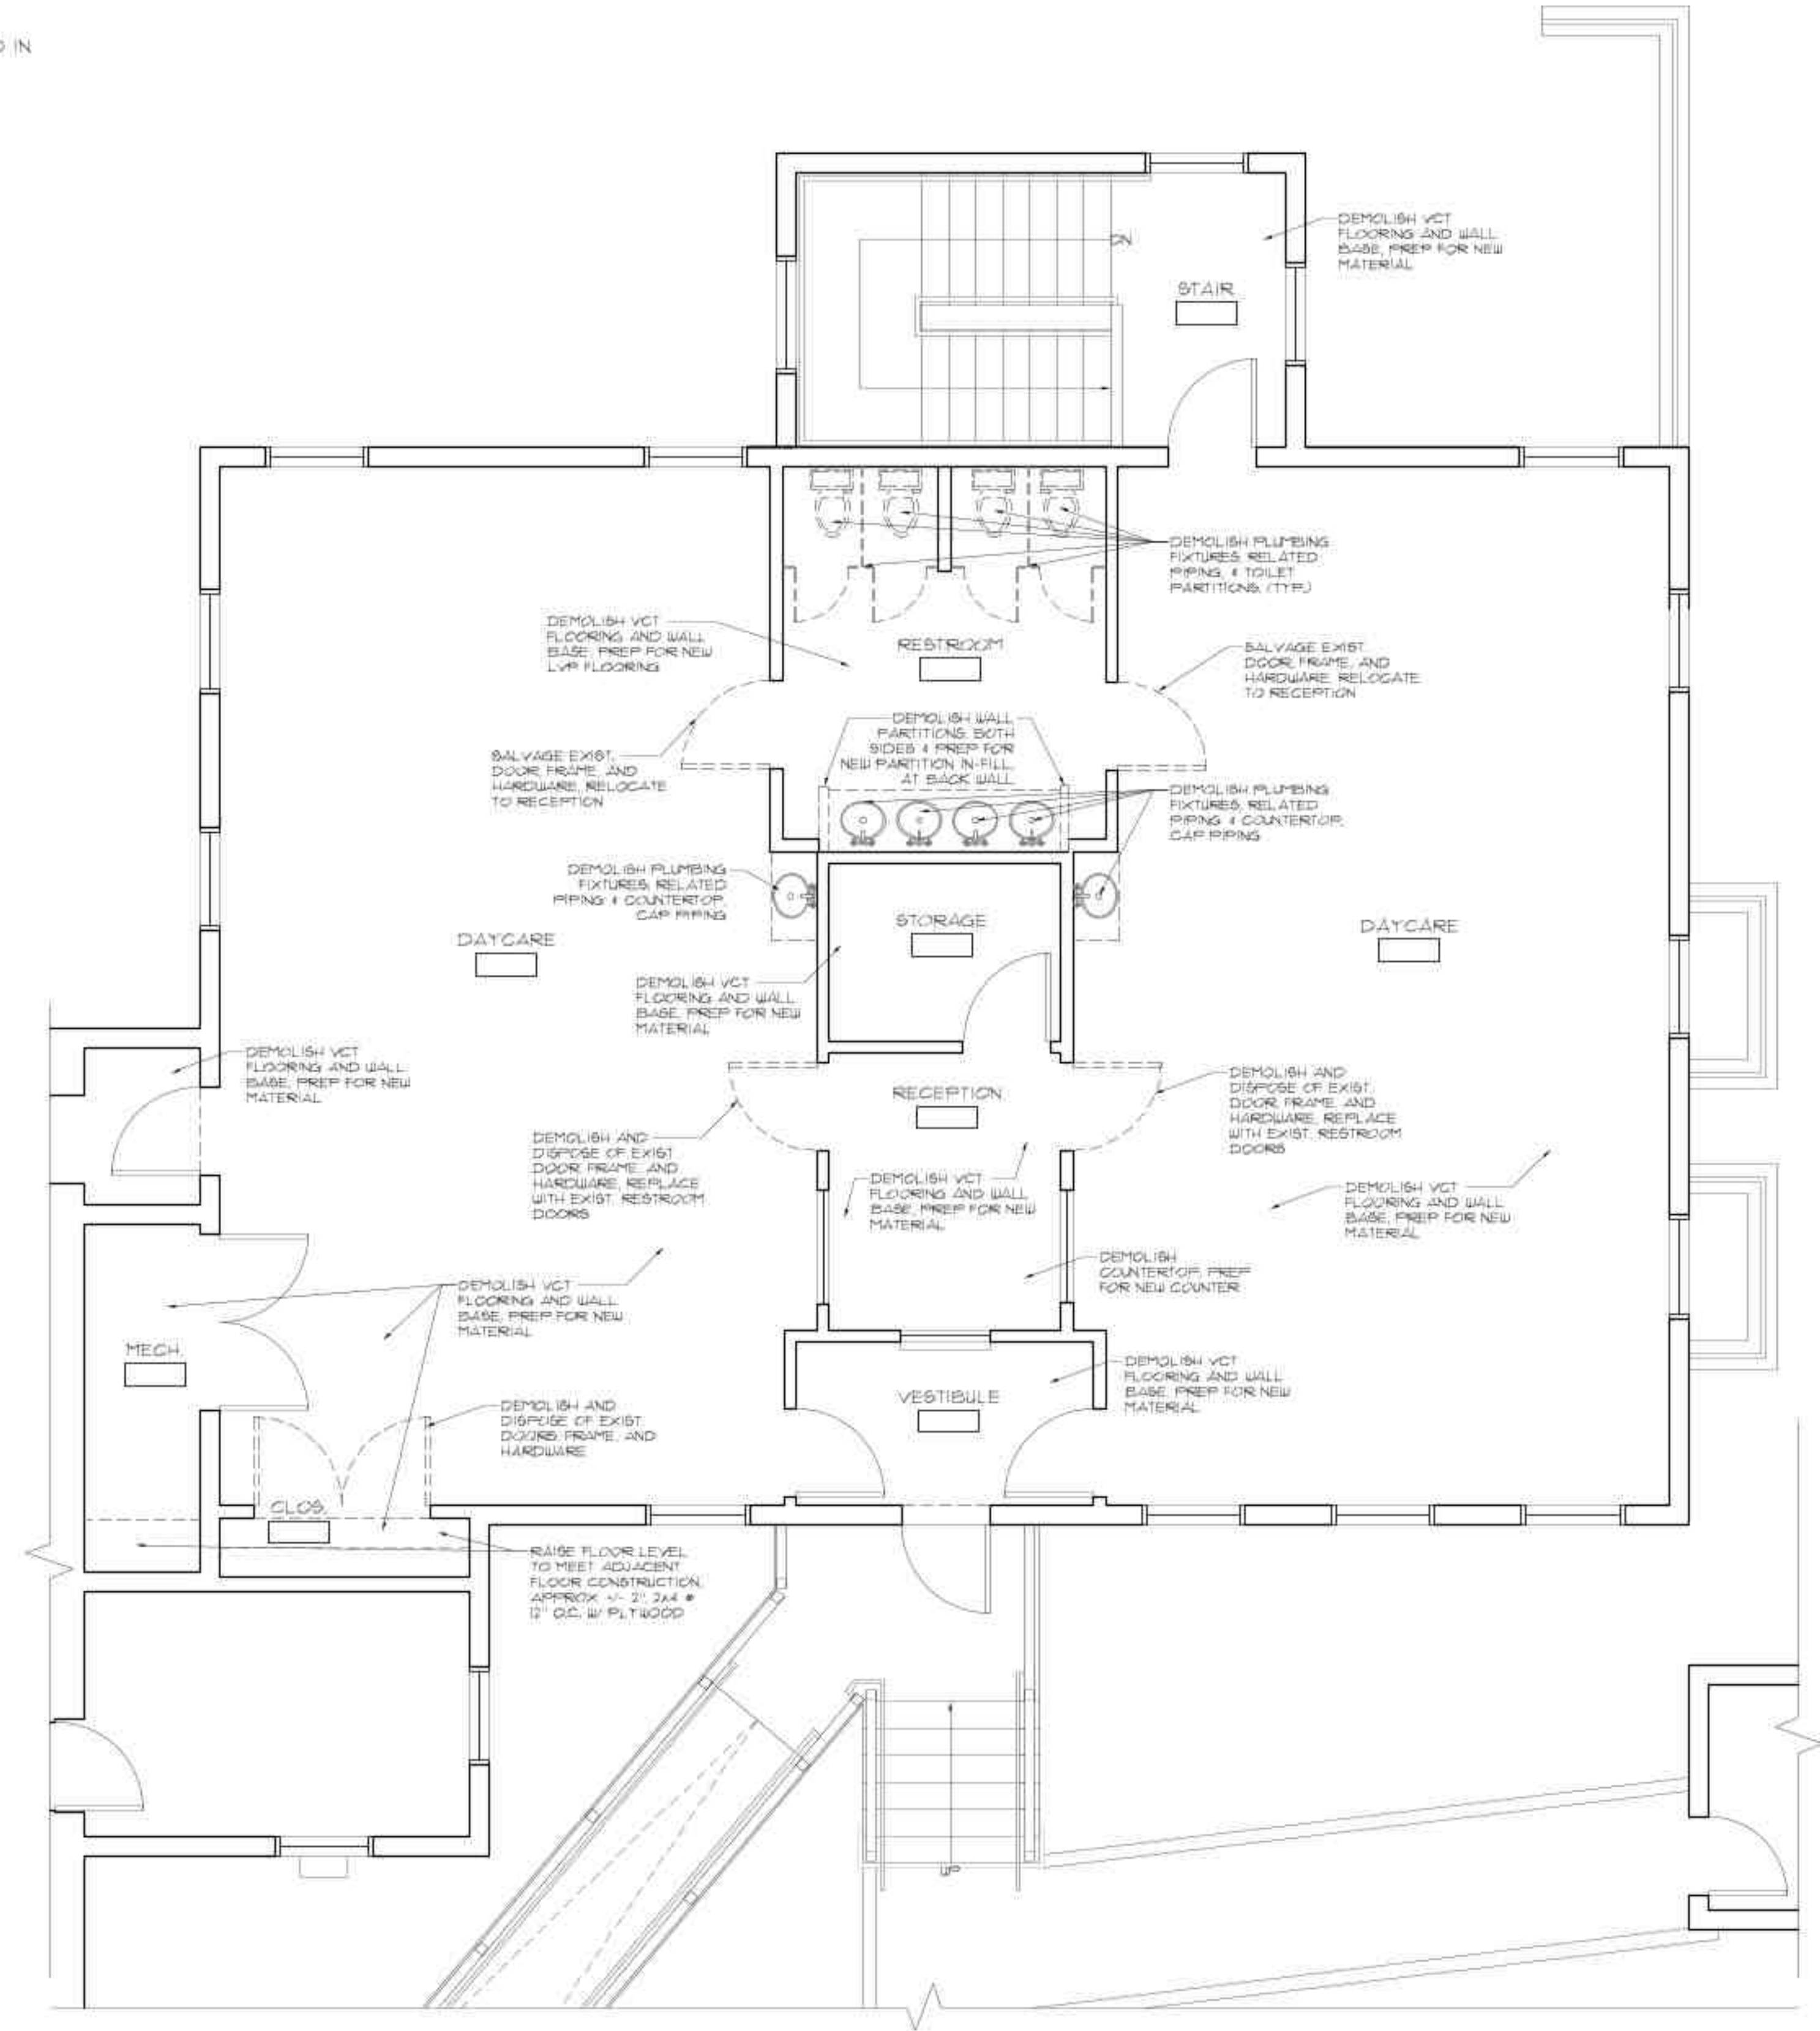 D IN
DEMOLISH VCT
FLOORING AND WALL
BASE, PREP FOR NEW
MATERIAL
DN
STAIR
DEMOLISH PLUMBING
FIXTURES, RELATED
PIPING, & TOILET
PARTITIONS, (TYP.)
DEMOLISH VCT
FLOORING AND WALL
BASE, PREP FOR NEW
LVP FLOORING
RESTROOM
SALVAGE EXIST.
DOOR, FRAME, AND
HARDWARE, RELOCATE
TO RECEPTION
DEMOLISH WALL
PARTITIONS, BOTH
SIDES & PREP FOR
NEW PARTITION IN-FILL
AT BACK WALL
SALVAGE EXIST.
DOOR, FRAME, AND
HARDWARE, RELOCATE
TO RECEPTION
DEMOLISH PLUMBING
FIXTURES, RELATED
PIPING & COUNTERTOP,
CAP PIPING
DEMOLISH PLUMBING
FIXTURES, RELATED
PIPING & COUNTERTOP,
CAP PIPING
STORAGE
DAYCARE
DAYCARE
DEMOLISH VCT
FLOORING AND WALL
BASE, PREP FOR NEW
MATERIAL
DEMOLISH VCT
FLOORING AND WALL
BASE, PREP FOR NEW
MATERIAL
RECEPTION
DEMOLISH AND
DISPOSE OF EXIST.
DOOR, FRAME, AND
HARDWARE, REPLACE
WITH EXIST. RESTROOM
DOORS
DEMOLISH AND
DISPOSE OF EXIST.
DOOR, FRAME, AND
HARDWARE, REPLACE
WITH EXIST. RESTROOM
DOORS
DEMOLISH VCT
FLOORING AND WALL
BASE, PREP FOR NEW
MATERIAL
DEMOLISH VCT
FLOORING AND WALL
BASE, PREP FOR NEW
MATERIAL
DEMOLISH
COUNTERTOP, PREP
FOR NEW COUNTER
DEMOLISH VCT
FLOORING AND WALL
BASE, PREP FOR NEW
MATERIAL
MECH.
DEMOLISH VCT
FLOORING AND WALL
BASE, PREP FOR NEW
MATERIAL
VESTIBULE
DEMOLISH AND
DISPOSE OF EXIST.
DOORS, FRAME, AND
HARDWARE
CLOS.
RAISE FLOOR LEVEL
TO MEET ADJACENT
FLOOR CONSTRUCTION,
APPROX +/- 2", 2x4 @
12" O.C. W/ PLYWOOD
UP